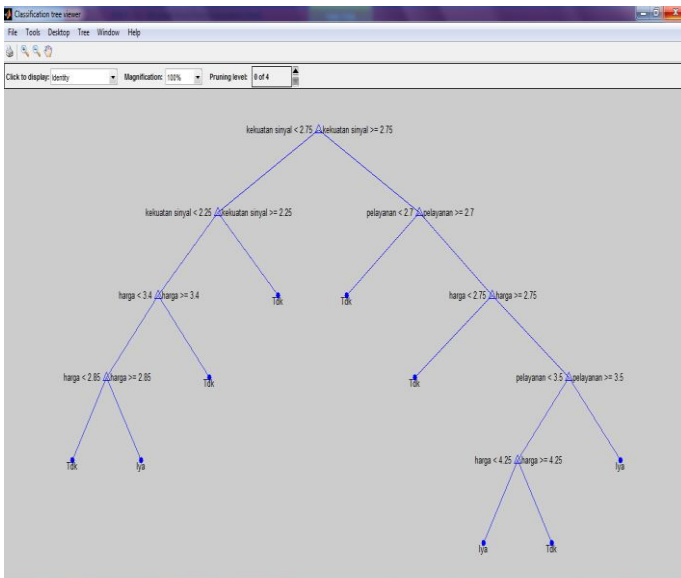 Classification tree viewer
File Tools Desktop Tree Window Help
Click to display: Identity Magnification: 100% Pruning level: 0 of 4
kekuatan sinyal < 2.75 kekuatan sinyal >= 2.75
kekuatan sinyal < 2.25 kekuatan sinyal >= 2.25 pelayanan < 2.7 pelayanan >= 2.7
harga < 3.4 harga >= 3.4 Tdk Tdk harga < 2.75 harga >= 2.75
harga < 2.85 harga >= 2.85 Tdk Tdk pelayanan < 3.5 pelayanan >= 3.5
Tdk Iya harga < 4.25 harga >= 4.25 Iya
Iya Tdk